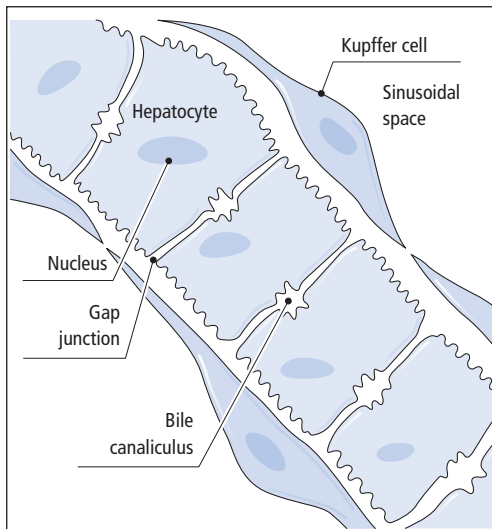 Kupffer cell
Sinusoidal
space
Hepatocyte
Nucleus
Gap
junction
Bile
canaliculus